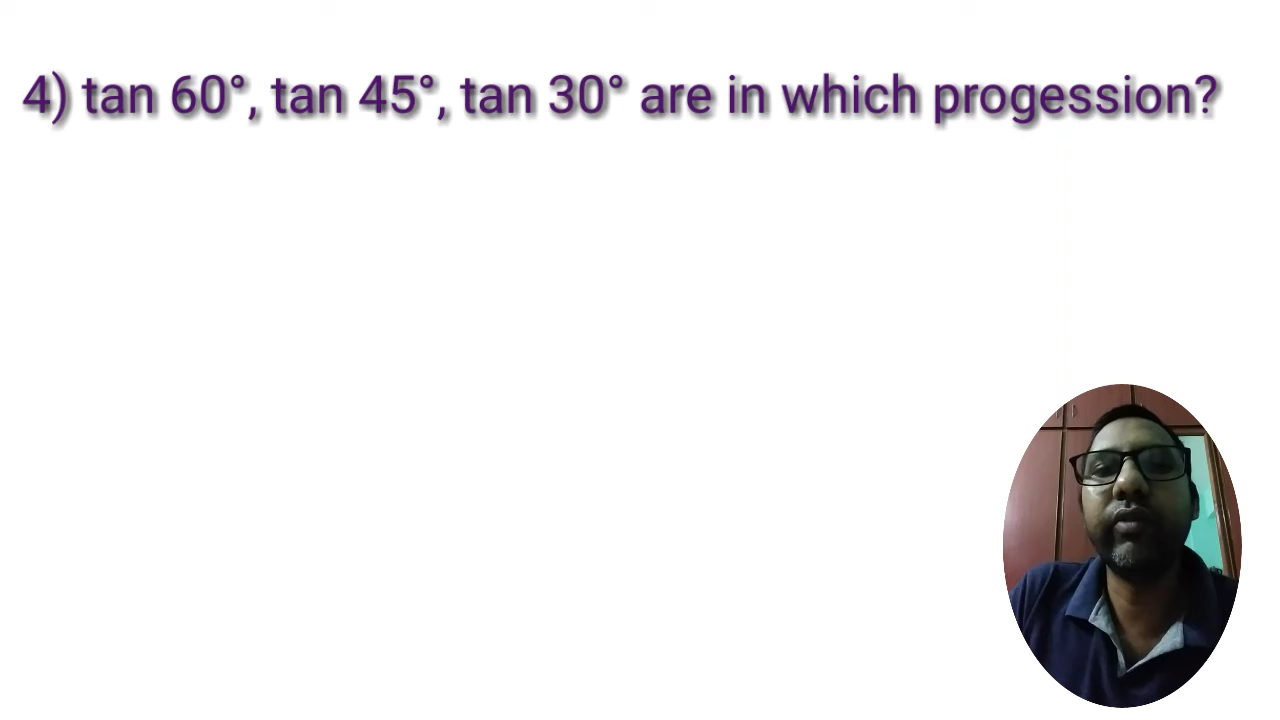 4) tan 60°, tan 45°, tan 30° are in which progession?